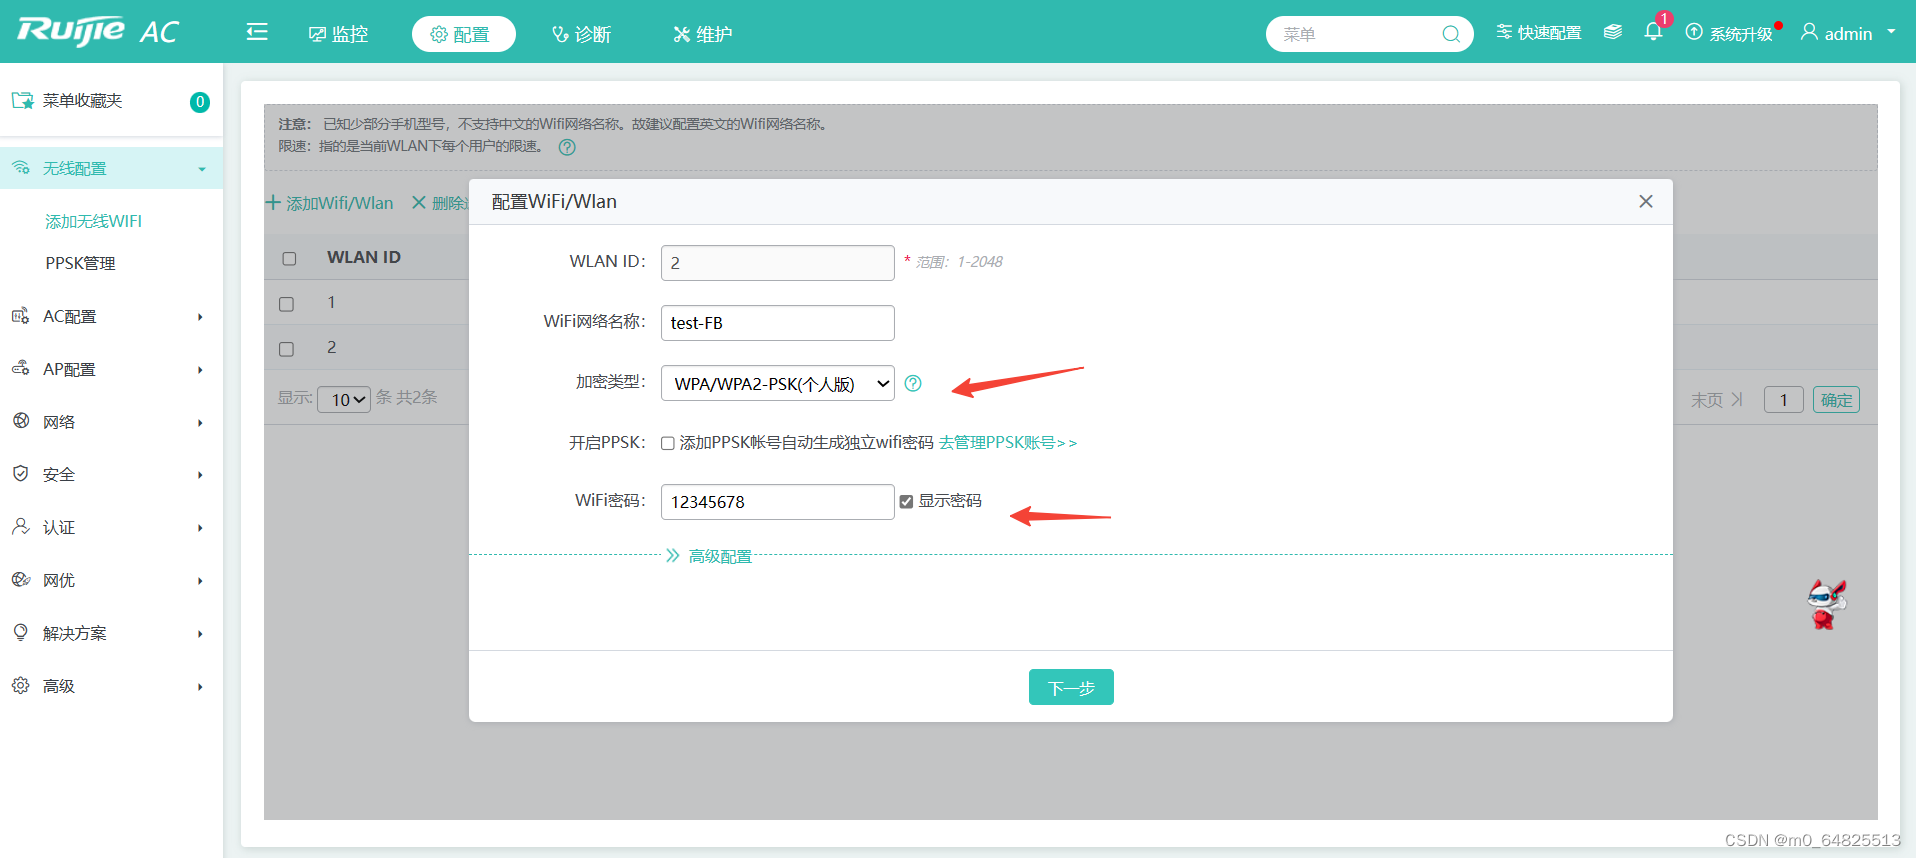 Ruijie AC
监控
配置
诊断
维护
菜单
快速配置
1
系统升级
admin
菜单收藏夹
0
无线配置
添加无线WIFI
PPSK管理
AC配置
AP配置
网络
安全
认证
网优
解决方案
高级
注意： 已知少部分手机型号，不支持中文的Wifi网络名称。故建议配置英文的Wifi网络名称。
限速：指的是当前WLAN下每个用户的限速。
添加Wifi/Wlan
删除
WLAN ID
1
2
显示: 10 条 共2条
末页 1 确定
配置WiFi/Wlan
WLAN ID: 2 * 范围：1-2048
WiFi网络名称: test-FB
加密类型: WPA/WPA2-PSK(个人版)
开启PPSK: 添加PPSK帐号自动生成独立wifi密码 去管理PPSK账号>>
WiFi密码: 12345678 显示密码
高级配置
下一步
CSDN @m0_64825513